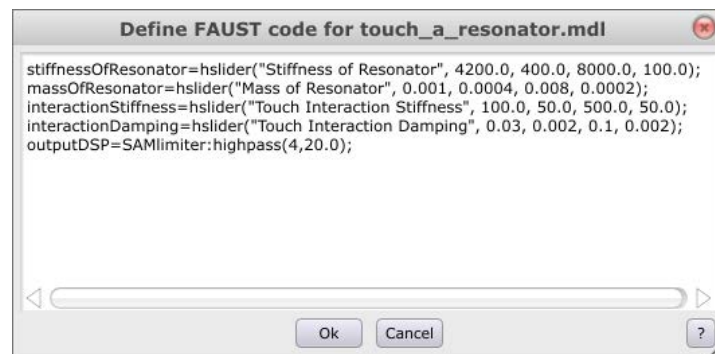 Define FAUST code for touch_a_resonator.mdl
stiffnessOfResonator=hslider("Stiffness of Resonator", 4200.0, 400.0, 8000.0, 100.0);
massOfResonator=hslider("Mass of Resonator", 0.001, 0.0004, 0.008, 0.0002);
interactionStiffness=hslider("Touch Interaction Stiffness", 100.0, 50.0, 500.0, 50.0);
interactionDamping=hslider("Touch Interaction Damping", 0.03, 0.002, 0.1, 0.002);
outputDSP=SAMlimiter:highpass(4,20.0);
Ok Cancel ?